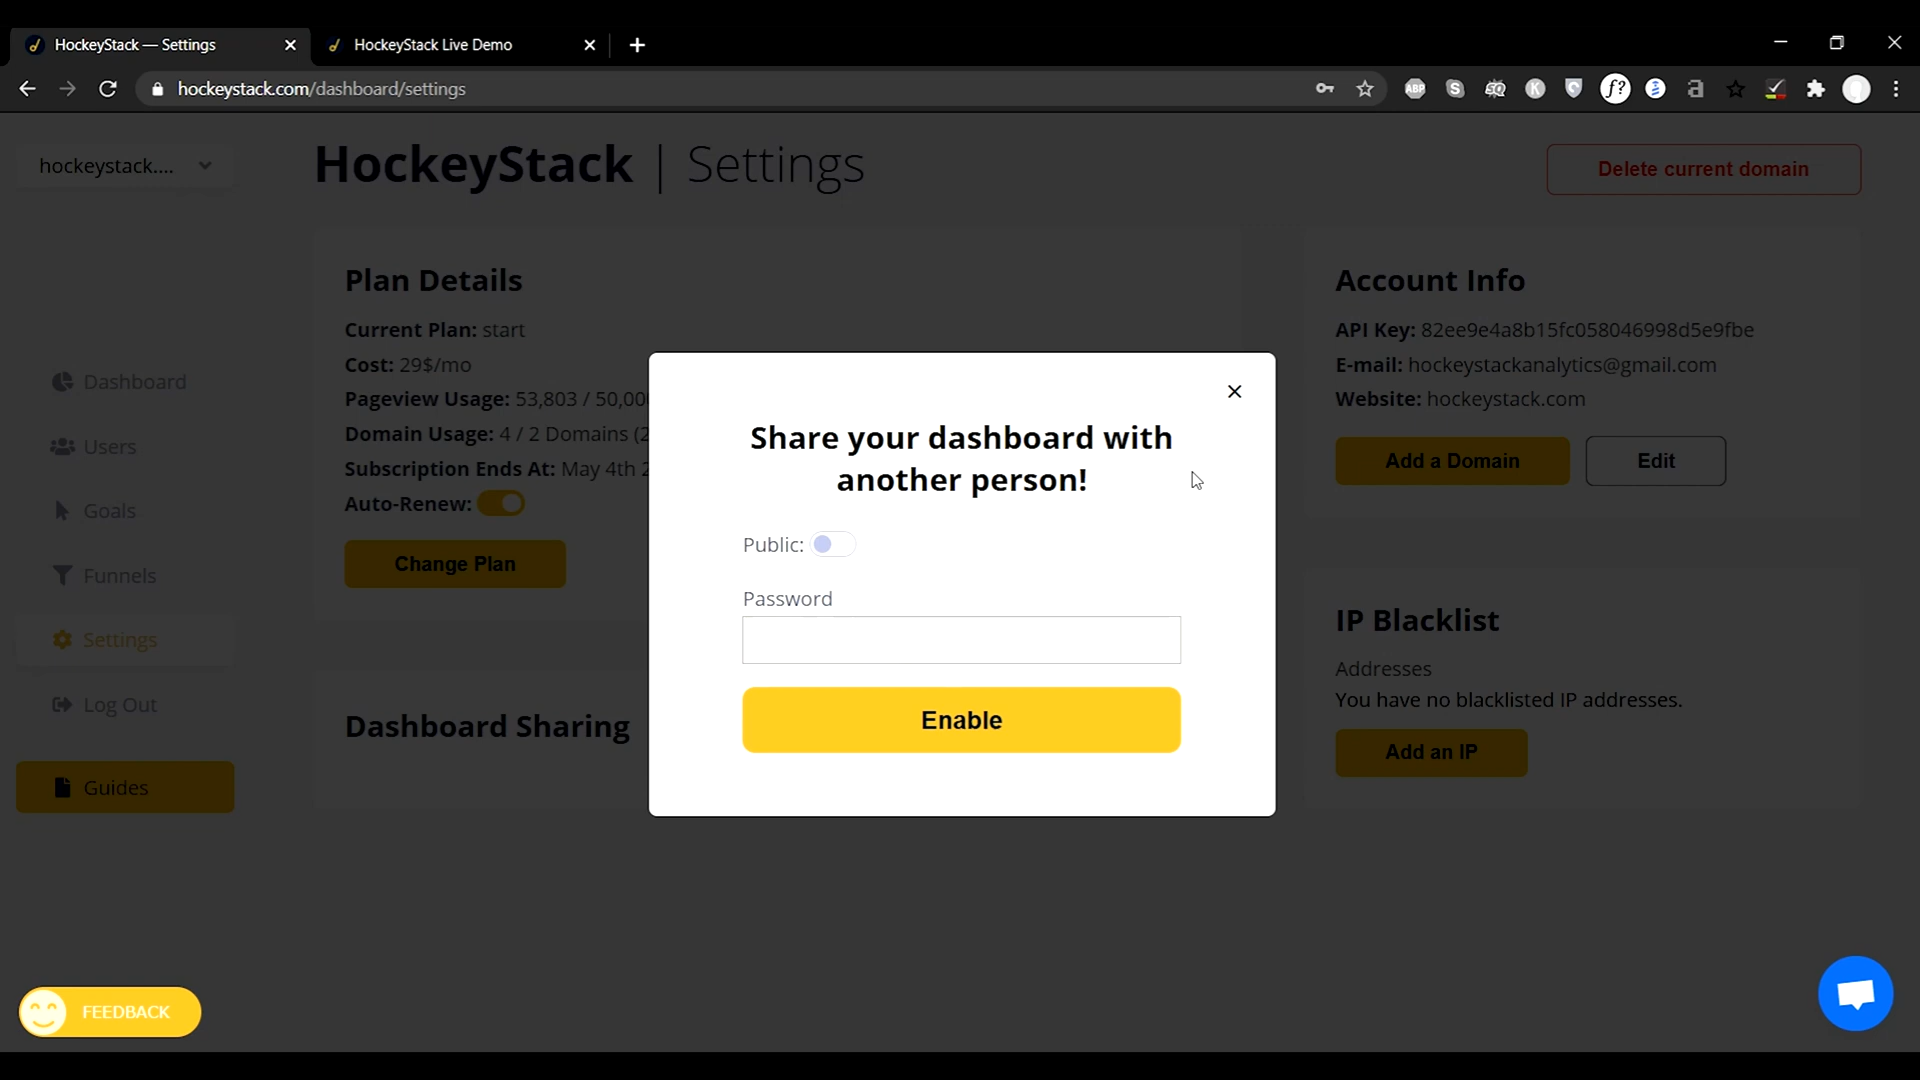 HockeyStack — Settings
HockeyStack Live Demo
hockeystack.com/dashboard/settings
hockeystack....
HockeyStack | Settings
Delete current domain
Plan Details
Current Plan: start
Cost: 29$/mo
Pageview Usage: 53,803 / 50,00
Domain Usage: 4 / 2 Domains (2
Subscription Ends At: May 4th 2
Auto-Renew:
Change Plan
Account Info
API Key: 82ee9e4a8b15fc058046998d5e9fbe
E-mail: hockeystackanalytics@gmail.com
Website: hockeystack.com
Add a Domain
Edit
Dashboard
Users
Goals
Funnels
Settings
Log Out
Guides
Share your dashboard with
another person!
Public:
Password
Enable
Dashboard Sharing
IP Blacklist
Addresses
You have no blacklisted IP addresses.
Add an IP
FEEDBACK